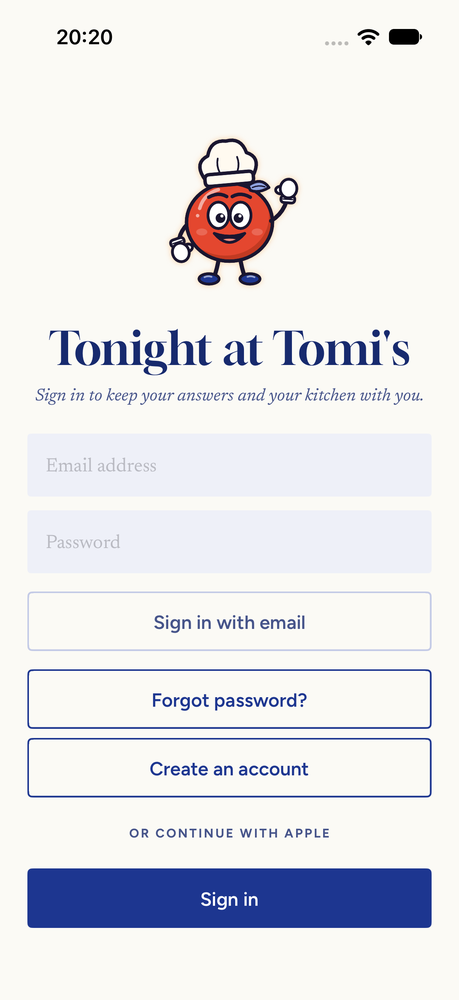 20:20
Tonight at Tomi's
Sign in to keep your answers and your kitchen with you.
Email address
Password
Sign in with email
Forgot password?
Create an account
OR CONTINUE WITH APPLE
Sign in